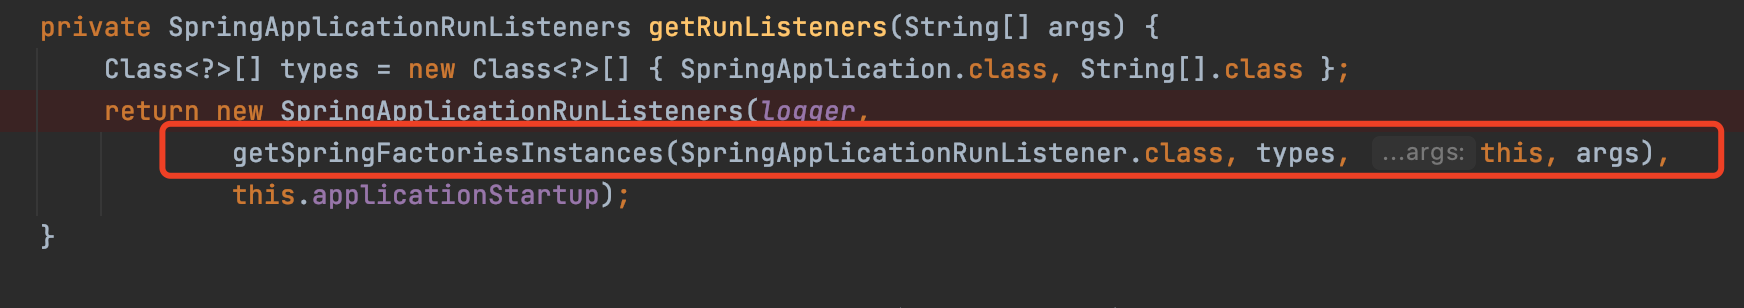 private SpringApplicationRunListeners getRunListeners(String[] args) {
Class<?>[] types = new Class<?>[] { SpringApplication.class, String[].class };
return new SpringApplicationRunListeners(logger,
getSpringFactoriesInstances(SpringApplicationRunListener.class, types, ...args: this, args),
this.applicationStartup);
}